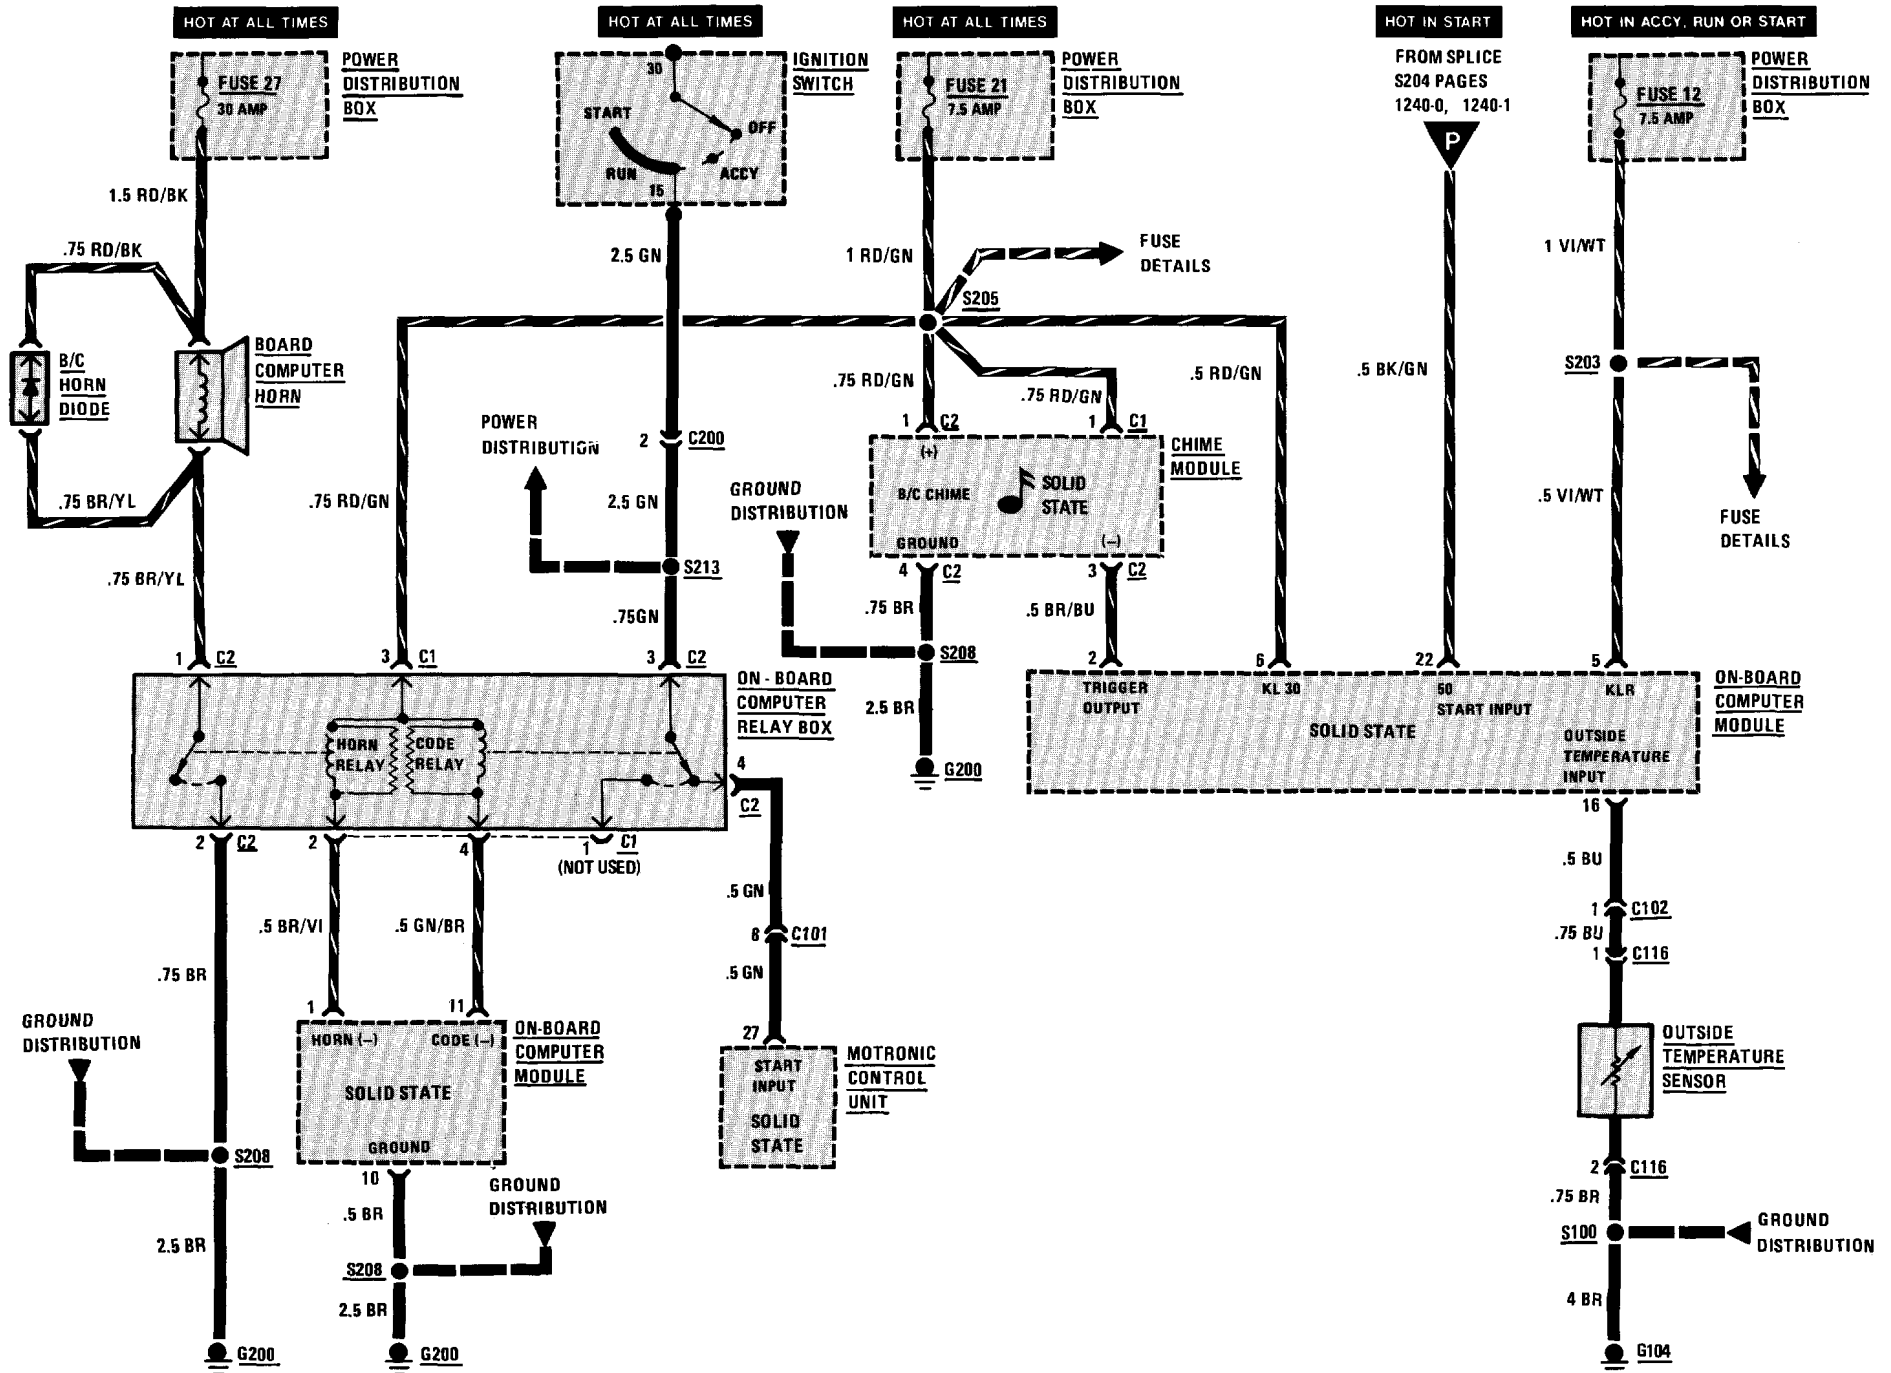 HOT AT ALL TIMES
HOT AT ALL TIMES
HOT AT ALL TIMES
HOT IN START
HOT IN ACCY, RUN OR START
FUSE 27
30 AMP
POWER
DISTRIBUTION
BOX
30
START
OFF
RUN
ACCY
15
IGNITION
SWITCH
FUSE 21
7.5 AMP
POWER
DISTRIBUTION
BOX
FROM SPLICE
S204 PAGES
1240-0, 1240-1
P
FUSE 12
7.5 AMP
POWER
DISTRIBUTION
BOX
1.5 RD/BK
.75 RD/BK
2.5 GN
1 RD/GN
FUSE
DETAILS
1 VI/WT
S205
B/C
HORN
DIODE
BOARD
COMPUTER
HORN
.75 RD/GN
.75 RD/GN
.5 RD/GN
.5 BK/GN
S203
POWER
DISTRIBUTION
2
C200
1
C2
1
C1
CHIME
MODULE
(+)
B/C CHIME
SOLID
STATE
GROUND
(–)
.75 BR/YL
.75 RD/GN
2.5 GN
GROUND
DISTRIBUTION
.5 VI/WT
FUSE
DETAILS
.75 BR/YL
S213
4
C2
3
C2
.75GN
.75 BR
.5 BR/BU
S208
1
C2
3
C1
3
C2
2
6
22
5
ON-BOARD
COMPUTER
RELAY BOX
HORN
RELAY
CODE
RELAY
2.5 BR
G200
TRIGGER
OUTPUT
KL 30
50
START INPUT
KLR
SOLID STATE
OUTSIDE
TEMPERATURE
INPUT
ON-BOARD
COMPUTER
MODULE
4
C2
16
2
C2
2
4
1
C1
(NOT USED)
.5 BU
.5 BR/VI
.5 GN/BR
.5 GN
1
C102
.75 BU
6
C101
1
C116
.75 BR
.5 GN
1
11
27
GROUND
DISTRIBUTION
HORN (–)
CODE (–)
SOLID STATE
GROUND
ON-BOARD
COMPUTER
MODULE
START
INPUT
SOLID
STATE
MOTRONIC
CONTROL
UNIT
OUTSIDE
TEMPERATURE
SENSOR
S208
10
GROUND
DISTRIBUTION
2
C116
.75 BR
.5 BR
S100
GROUND
DISTRIBUTION
2.5 BR
S208
2.5 BR
4 BR
G200
G200
G104